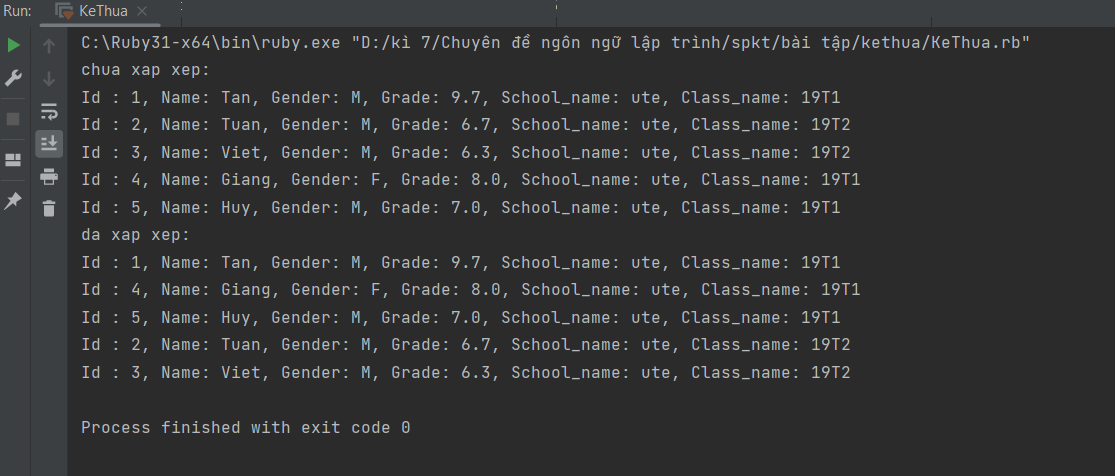 Run: KeThua
C:\Ruby31-x64\bin\ruby.exe "D:/kì 7/Chuyên đề ngôn ngữ lập trình/spkt/bài tập/kethua/KeThua.rb"
chua xap xep:
Id : 1, Name: Tan, Gender: M, Grade: 9.7, School_name: ute, Class_name: 19T1
Id : 2, Name: Tuan, Gender: M, Grade: 6.7, School_name: ute, Class_name: 19T2
Id : 3, Name: Viet, Gender: M, Grade: 6.3, School_name: ute, Class_name: 19T2
Id : 4, Name: Giang, Gender: F, Grade: 8.0, School_name: ute, Class_name: 19T1
Id : 5, Name: Huy, Gender: M, Grade: 7.0, School_name: ute, Class_name: 19T1
da xap xep:
Id : 1, Name: Tan, Gender: M, Grade: 9.7, School_name: ute, Class_name: 19T1
Id : 4, Name: Giang, Gender: F, Grade: 8.0, School_name: ute, Class_name: 19T1
Id : 5, Name: Huy, Gender: M, Grade: 7.0, School_name: ute, Class_name: 19T1
Id : 2, Name: Tuan, Gender: M, Grade: 6.7, School_name: ute, Class_name: 19T2
Id : 3, Name: Viet, Gender: M, Grade: 6.3, School_name: ute, Class_name: 19T2
Process finished with exit code 0